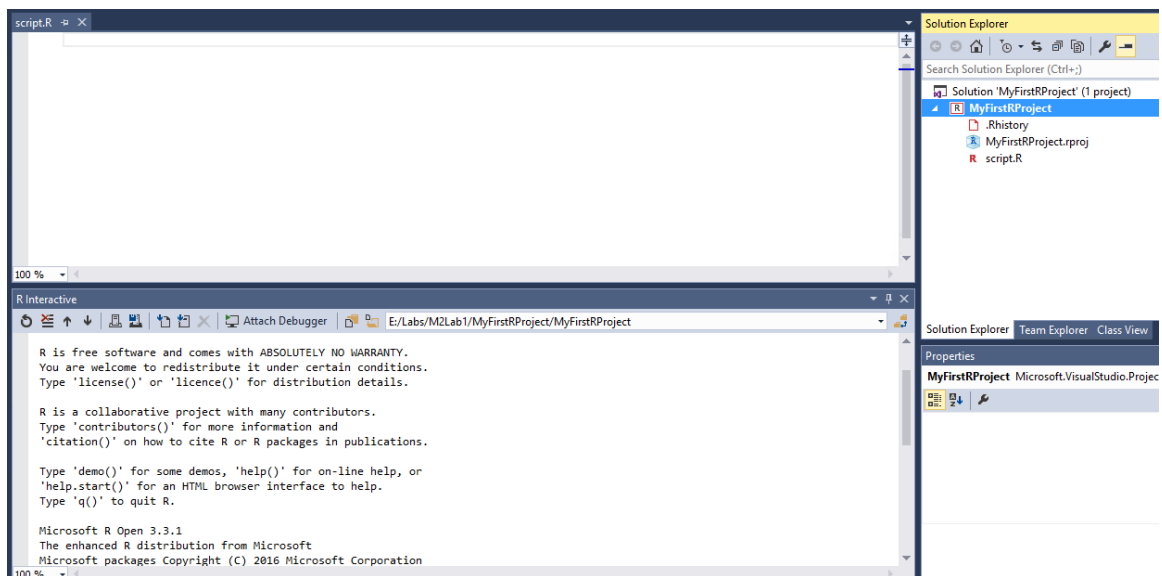 script.R
100 %
R Interactive
Attach Debugger
E:/Labs/M2Lab1/MyFirstRProject/MyFirstRProject
R is free software and comes with ABSOLUTELY NO WARRANTY.
You are welcome to redistribute it under certain conditions.
Type 'license()' or 'licence()' for distribution details.
R is a collaborative project with many contributors.
Type 'contributors()' for more information and
'citation()' on how to cite R or R packages in publications.
Type 'demo()' for some demos, 'help()' for on-line help, or
'help.start()' for an HTML browser interface to help.
Type 'q()' to quit R.
Microsoft R Open 3.3.1
The enhanced R distribution from Microsoft
Microsoft packages Copyright (C) 2016 Microsoft Corporation
100 %
Solution Explorer
Search Solution Explorer (Ctrl+;)
Solution 'MyFirstRProject' (1 project)
R MyFirstRProject
.Rhistory
MyFirstRProject.rproj
R script.R
Solution Explorer Team Explorer Class View
Properties
MyFirstRProject Microsoft.VisualStudio.Projec